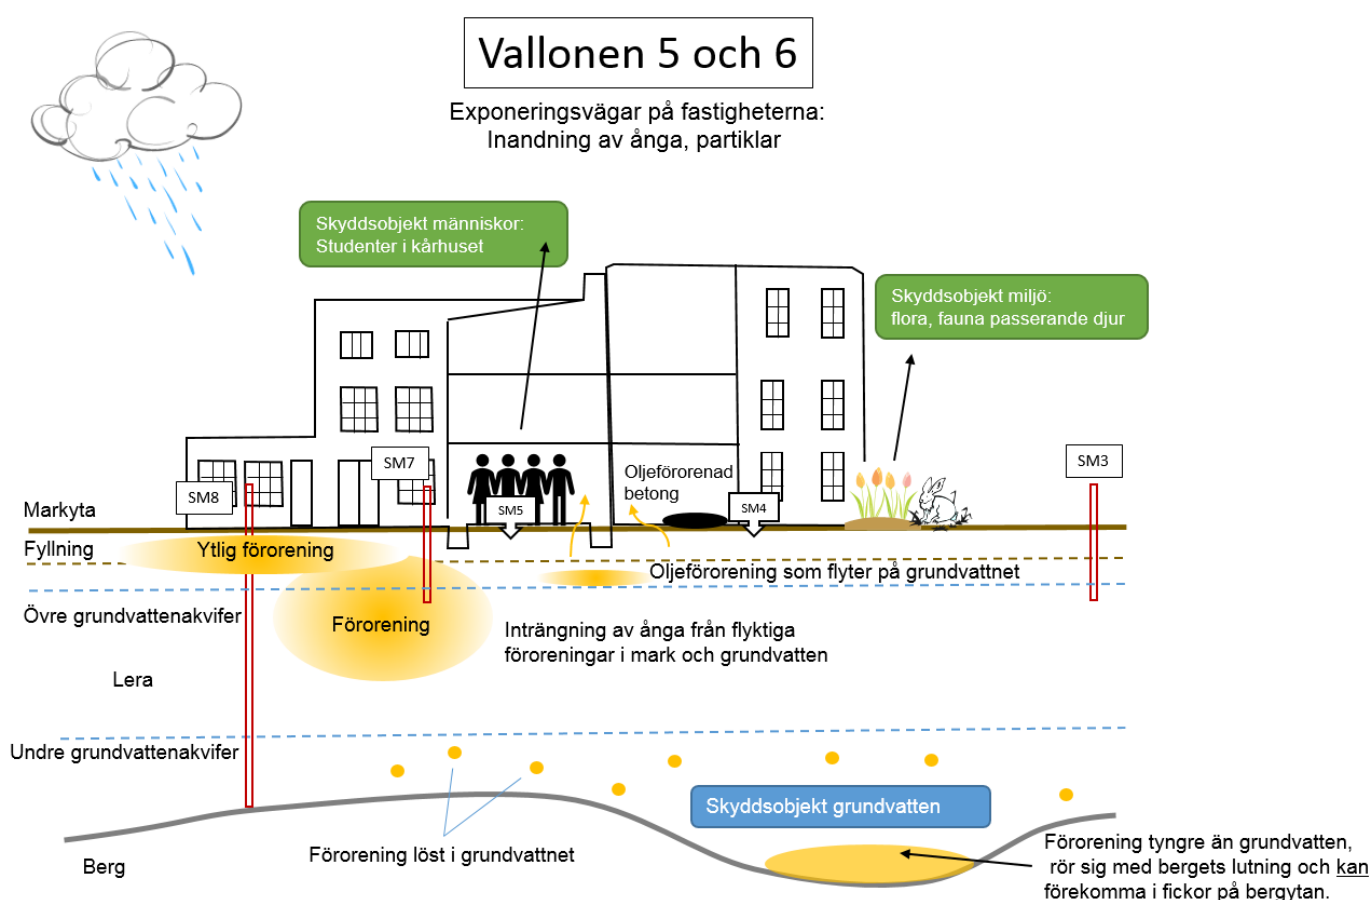 Vallonen 5 och 6
Exponeringsvägar på fastigheterna:
Inandning av ånga, partiklar
Skyddsobjekt människor:
Studenter i kårhuset
Skyddsobjekt miljö:
flora, fauna passerande djur
SM8
SM7
SM5
Oljeförorenad
betong
SM4
SM3
Markyta
Fyllning
Ytlig förorening
Oljeförorening som flyter på grundvattnet
Övre grundvattenakvifer
Förorening
Inträngning av ånga från flyktiga
föroreningar i mark och grundvatten
Lera
Undre grundvattenakvifer
Skyddsobjekt grundvatten
Förorening löst i grundvattnet
Berg
Förorening tyngre än grundvatten,
rör sig med bergets lutning och kan
förekomma i fickor på bergytan.